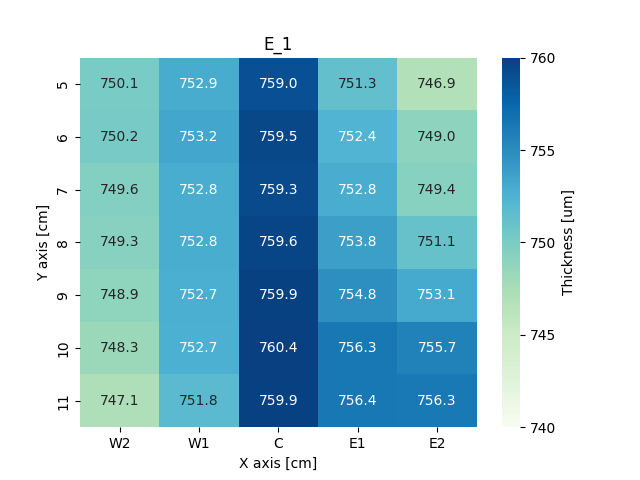 E_1
5 750.1 752.9 759.0 751.3 746.9
6 750.2 753.2 759.5 752.4 749.0
7 749.6 752.8 759.3 752.8 749.4
8 749.3 752.8 759.6 753.8 751.1
9 748.9 752.7 759.9 754.8 753.1
10 748.3 752.7 760.4 756.3 755.7
11 747.1 751.8 759.9 756.4 756.3
W2 W1 C E1 E2
X axis [cm]
Y axis [cm]
760
755
750
745
740
Thickness [um]